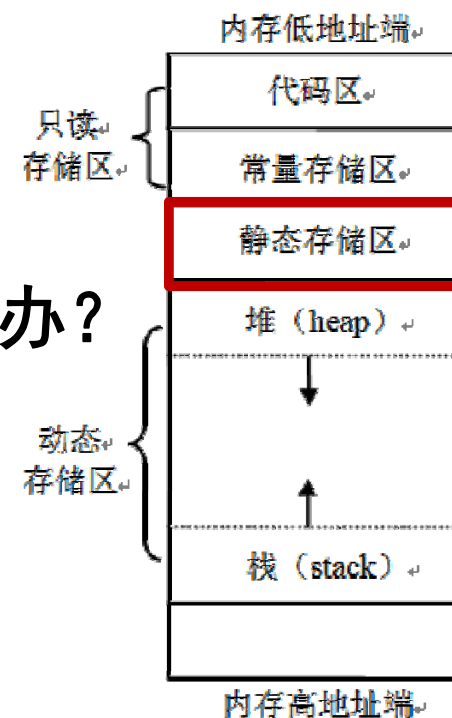 内存低地址端
代码区
只读
存储区
常量存储区
静态存储区
办？
堆（heap）
动态
存储区
栈（stack）
内存高地址端